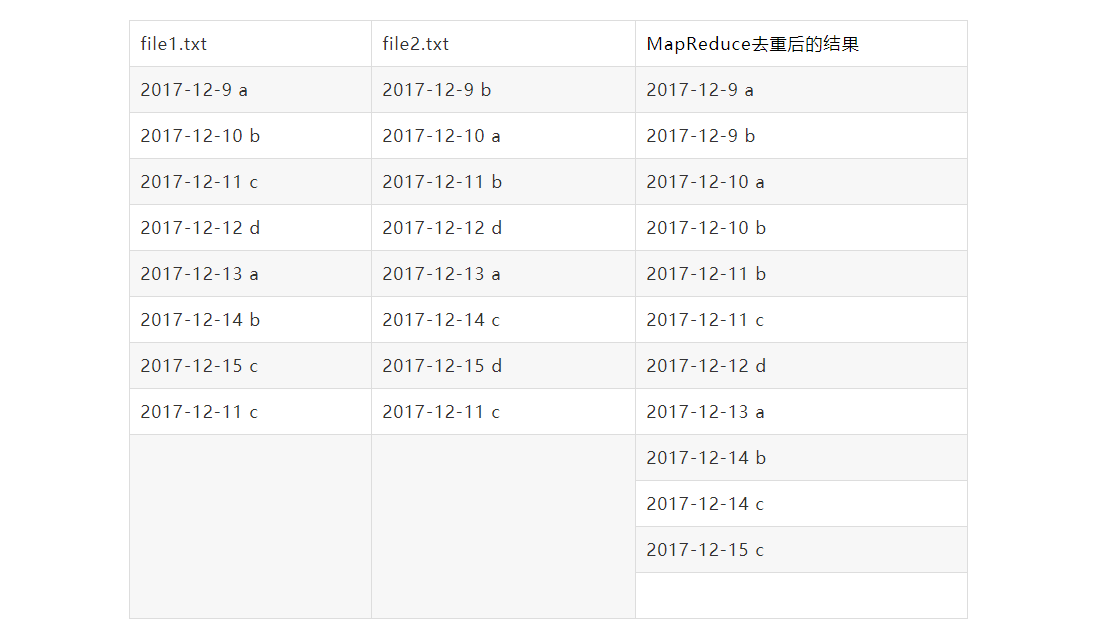 file1.txt file2.txt MapReduce去重后的结果
2017-12-9 a 2017-12-9 b 2017-12-9 a
2017-12-10 b 2017-12-10 a 2017-12-9 b
2017-12-11 c 2017-12-11 b 2017-12-10 a
2017-12-12 d 2017-12-12 d 2017-12-10 b
2017-12-13 a 2017-12-13 a 2017-12-11 b
2017-12-14 b 2017-12-14 c 2017-12-11 c
2017-12-15 c 2017-12-15 d 2017-12-12 d
2017-12-11 c 2017-12-11 c 2017-12-13 a
2017-12-14 b
2017-12-14 c
2017-12-15 c